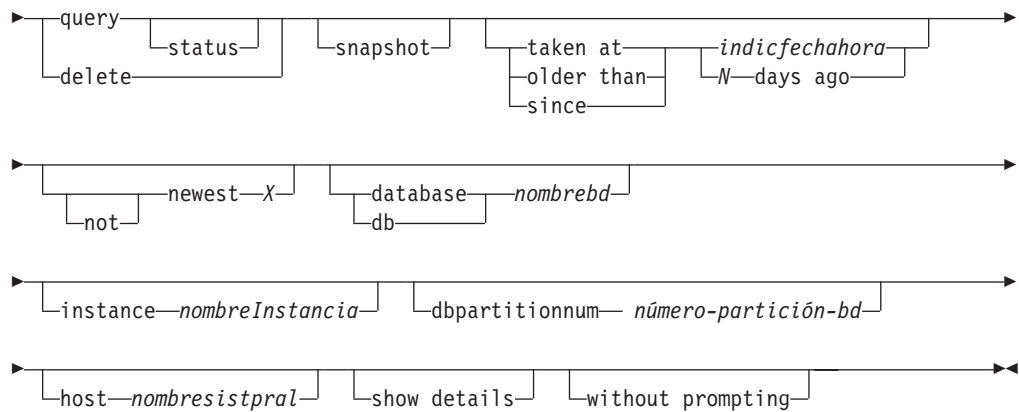 query status snapshot taken at indicfechahora
delete older than N days ago
since
newest X database nombrebd
not db
instance nombreInstancia dbpartitionnum número-partición-bd
host nombresistpral show details without prompting